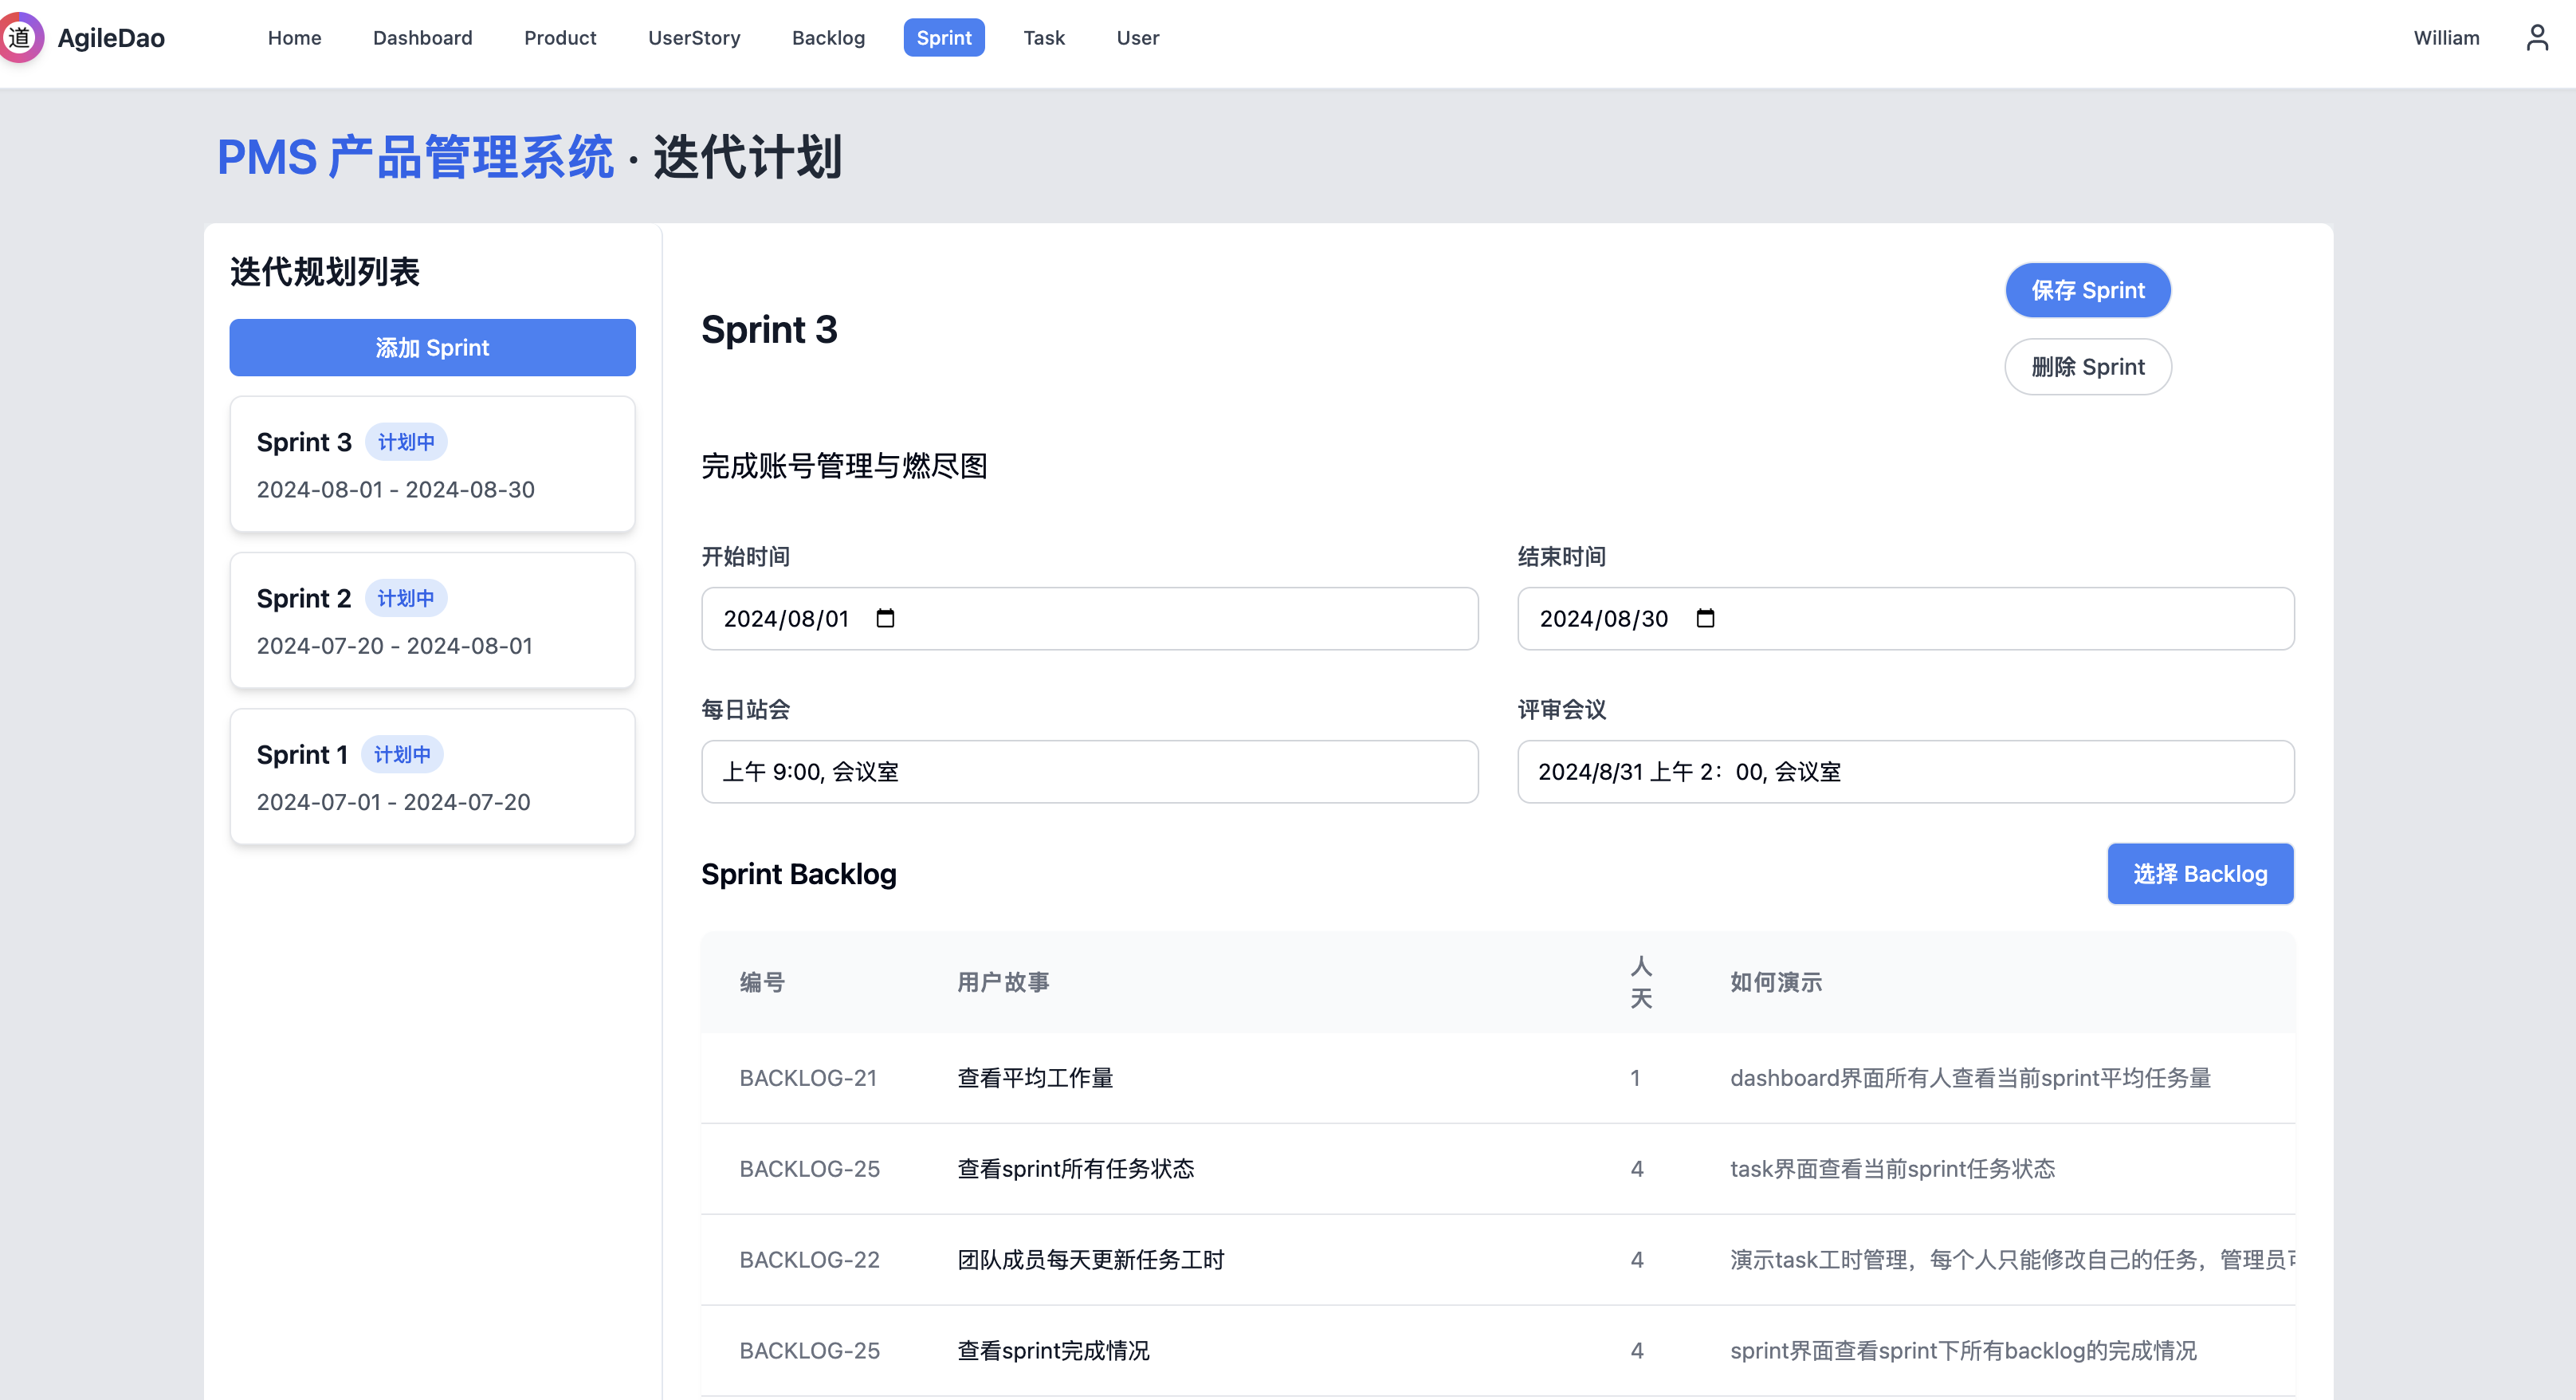 道 AgileDao Home Dashboard Product UserStory Backlog Sprint Task User William
PMS 产品管理系统 · 迭代计划
迭代规划列表
添加 Sprint
Sprint 3 计划中
2024-08-01 - 2024-08-30
Sprint 2 计划中
2024-07-20 - 2024-08-01
Sprint 1 计划中
2024-07-01 - 2024-07-20
Sprint 3
保存 Sprint
删除 Sprint
完成账号管理与燃尽图
开始时间 结束时间
2024/08/01 2024/08/30
每日站会 评审会议
上午 9:00, 会议室 2024/8/31 上午 2：00, 会议室
Sprint Backlog 选择 Backlog
编号 用户故事 人天 如何演示
BACKLOG-21 查看平均工作量 1 dashboard界面所有人查看当前sprint平均任务量
BACKLOG-25 查看sprint所有任务状态 4 task界面查看当前sprint任务状态
BACKLOG-22 团队成员每天更新任务工时 4 演示task工时管理，每个人只能修改自己的任务，管理员
BACKLOG-25 查看sprint完成情况 4 sprint界面查看sprint下所有backlog的完成情况